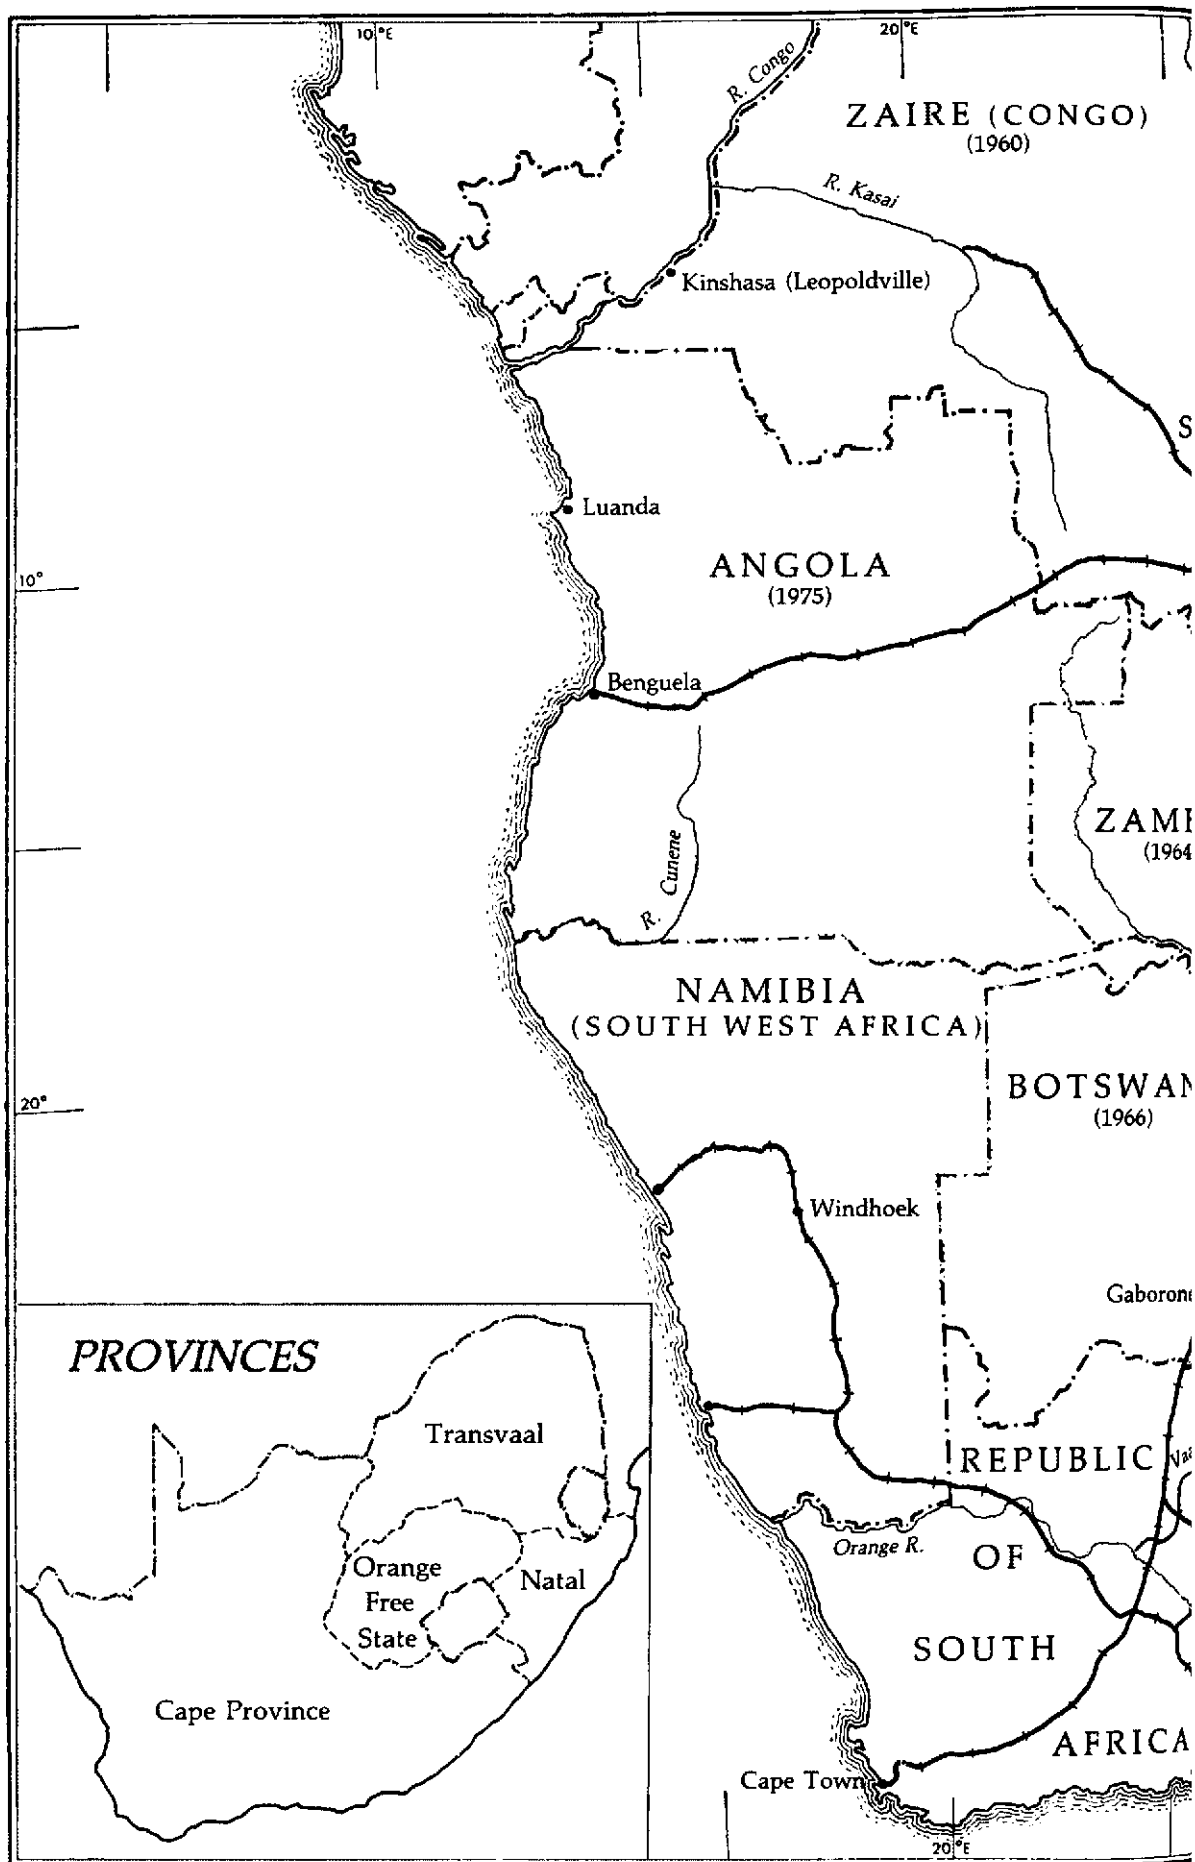 10°E
20°E
R. Congo
ZAIRE (CONGO)
(1960)
R. Kasai
Kinshasa (Leopoldville)
S
Luanda
10°
ANGOLA
(1975)
Benguela
R. Cunene
ZAM
(1964
NAMIBIA
(SOUTH WEST AFRICA)
20°
BOTSWAN
(1966)
Windhoek
Gaborone
PROVINCES
Transvaal
REPUBLIC
Vaa
Orange
Free
State
Natal
Orange R.
OF
SOUTH
Cape Province
AFRICA
Cape Town
20°E